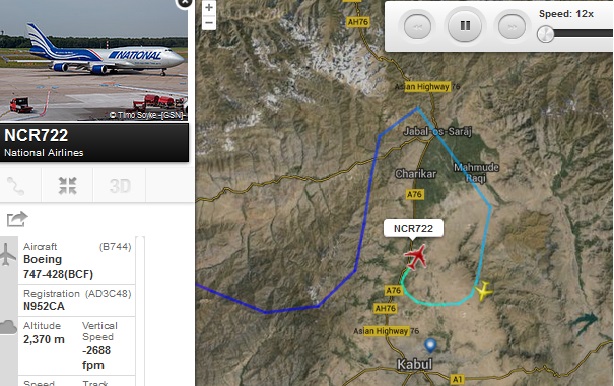 NATIONAL
© Timo Soyke - [GSN]
NCR722
National Airlines
3D
Aircraft (B744)
Boeing
747-428(BCF)
Registration (AD3C48)
N952CA
Altitude Vertical
2,370 m Speed
-2688
fpm
Speed Track
+
−
Speed: 12x
AH76
Asian Highway 76
Jabal-os-Saráj
Mahmude
Raqi
Charikar
A76
NCR722
A76
AH76
Asian Highway 76
Kabul
A1